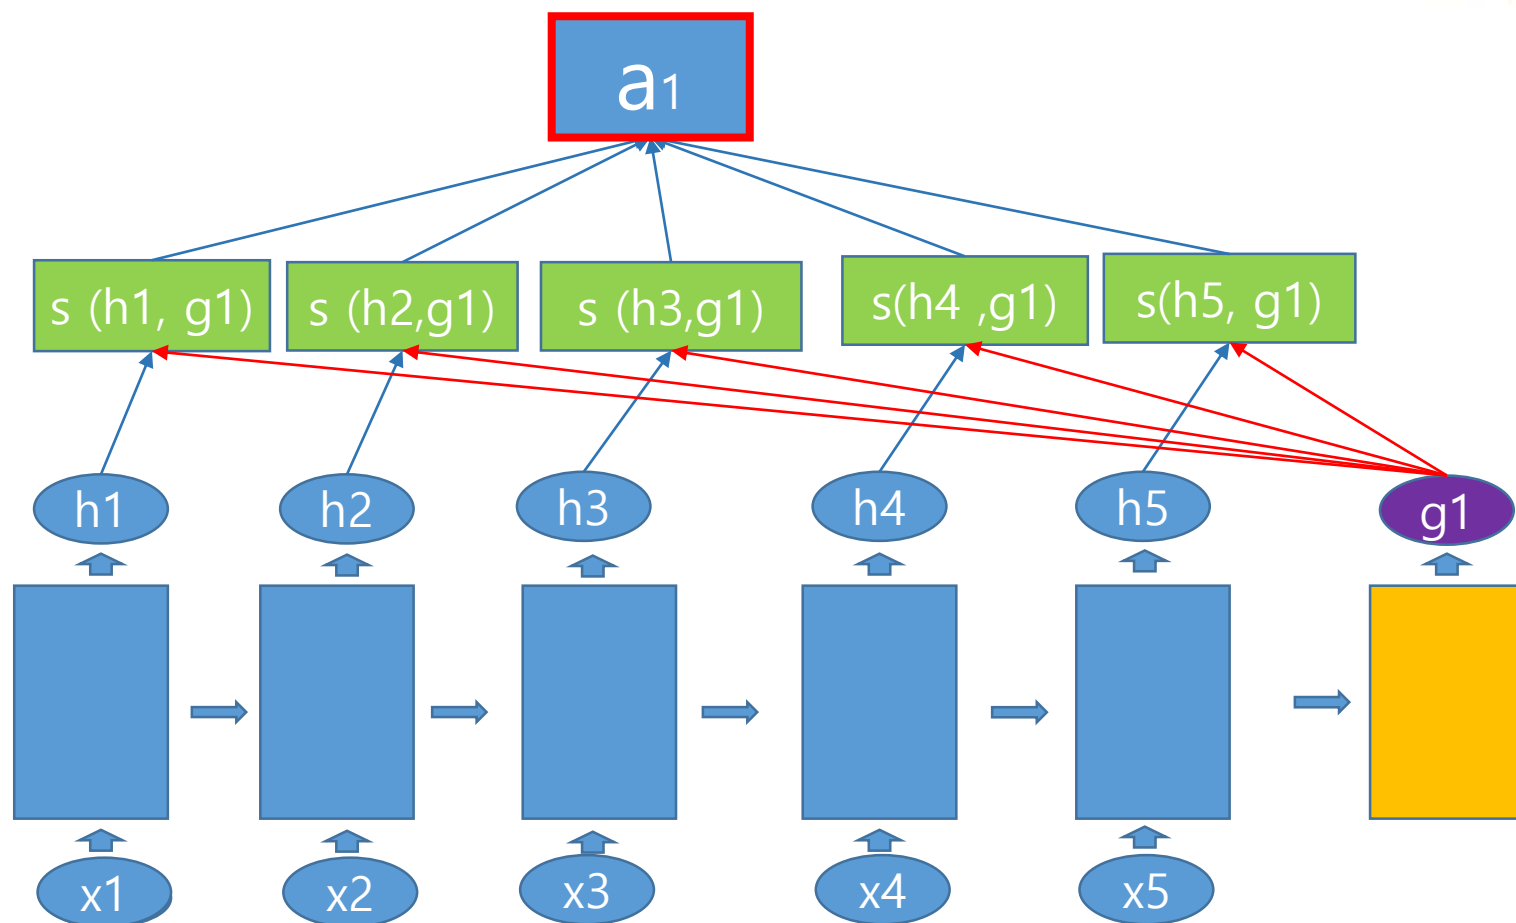 a1
s (h1, g1)
s (h2,g1)
s (h3,g1)
s(h4 ,g1)
s(h5, g1)
h1
h2
h3
h4
h5
g1
x1
x2
x3
x4
x5